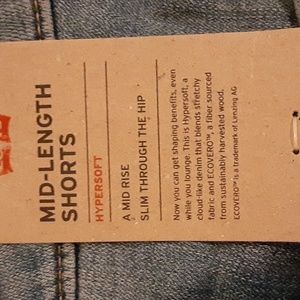 MID-LENGTH
SHORTS
HYPERSOFT
A MID RISE
SLIM THROUGH THE HIP
Now you can get shaping benefits, even
while you lounge. This is Hypersoft, a
cloud-like denim that blends stretchy
fabric and ECOVERO™, a fiber sourced
from sustainably harvested wood.
ECOVERO™ is a trademark of Lenzing AG